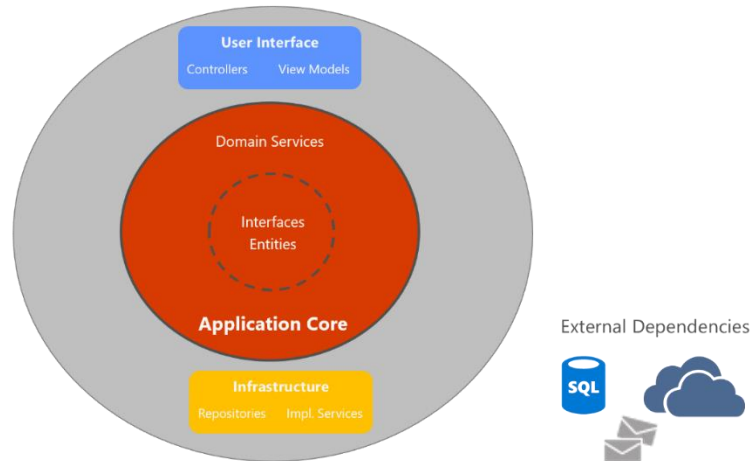 User Interface
Controllers View Models
Domain Services
Interfaces
Entities
Application Core
Infrastructure
Repositories Impl. Services
External Dependencies
SQL